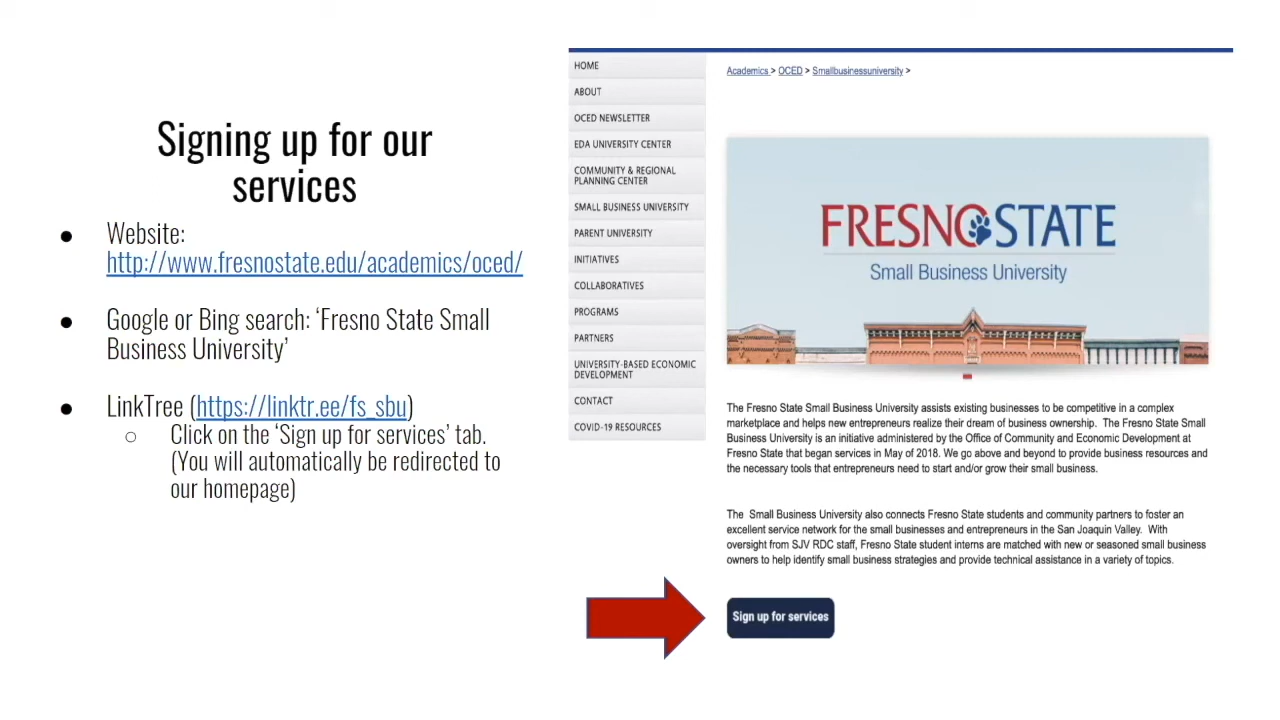 Signing up for our
services
● Website:
http://www.fresnostate.edu/academics/oced/
● Google or Bing search: ‘Fresno State Small
Business University’
● LinkTree (https://linktr.ee/fs_sbu)
○ Click on the ‘Sign up for services’ tab.
(You will automatically be redirected to
our homepage)
HOME
ABOUT
OCED NEWSLETTER
EDA UNIVERSITY CENTER
COMMUNITY & REGIONAL
PLANNING CENTER
SMALL BUSINESS UNIVERSITY
PARENT UNIVERSITY
INITIATIVES
COLLABORATIVES
PROGRAMS
PARTNERS
UNIVERSITY-BASED ECONOMIC
DEVELOPMENT
CONTACT
COVID-19 RESOURCES
Academics > OCED > Smallbusinessuniversity >
FRESNO STATE
Small Business University
The Fresno State Small Business University assists existing businesses to be competitive in a complex
marketplace and helps new entrepreneurs realize their dream of business ownership. The Fresno State Small
Business University is an initiative administered by the Office of Community and Economic Development at
Fresno State that began services in May of 2018. We go above and beyond to provide business resources and
the necessary tools that entrepreneurs need to start and/or grow their small business.
The Small Business University also connects Fresno State students and community partners to foster an
excellent service network for the small businesses and entrepreneurs in the San Joaquin Valley. With
oversight from SJV RDC staff, Fresno State student interns are matched with new or seasoned small business
owners to help identify small business strategies and provide technical assistance in a variety of topics.
Sign up for services